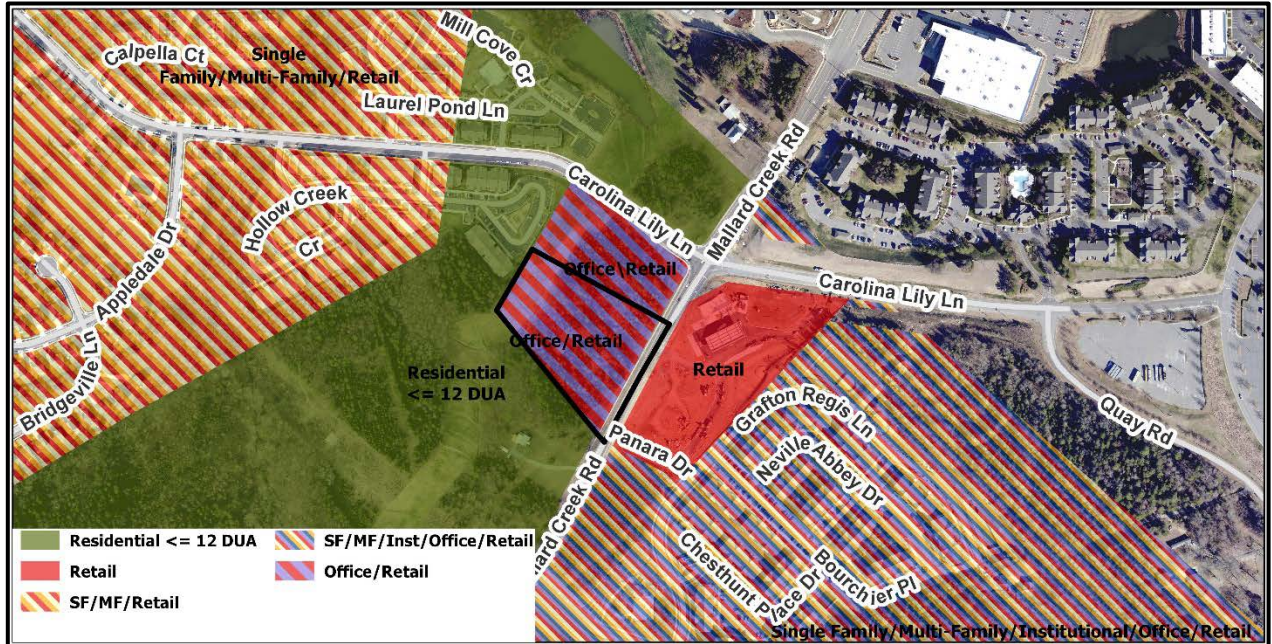 Calpella Ct
Single
Family/Multi-Family/Retail
Mill Cove Cr
Laurel Pond Ln
Carolina Lily Ln
Mallard Creek Rd
Hollow Creek
Cr
Appledale Dr
Bridgeville Ln
Office\Retail
Office/Retail
Carolina Lily Ln
Residential
<= 12 DUA
Retail
Quay Rd
Grafton Regis Ln
Panara Dr
Neville Abbey Dr
llard Creek Rd
Chesthunt Place Dr
Bourchier Pl
Single Family/Multi-Family/Institutional/Office/Retail
Residential <= 12 DUA
SF/MF/Inst/Office/Retail
Retail
Office/Retail
SF/MF/Retail